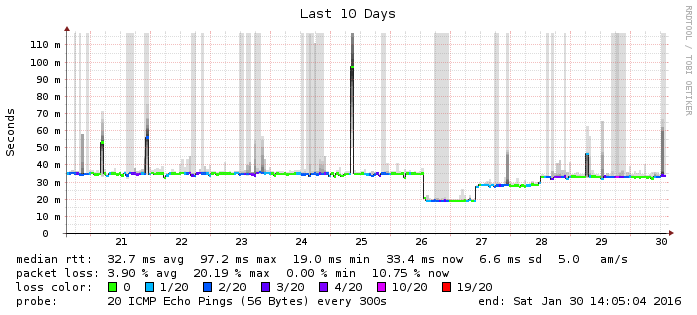 Last 10 Days
RRDTOOL / TOBI OETIKER
Seconds
110 m
100 m
90 m
80 m
70 m
60 m
50 m
40 m
30 m
20 m
10 m
0
21 22 23 24 25 26 27 28 29 30
median rtt: 32.7 ms avg 97.2 ms max 19.0 ms min 33.4 ms now 6.6 ms sd 5.0 am/s
packet loss: 3.90 % avg 20.19 % max 0.00 % min 10.75 % now
loss color: 0 1/20 2/20 3/20 4/20 10/20 19/20
probe: 20 ICMP Echo Pings (56 Bytes) every 300s end: Sat Jan 30 14:05:04 2016